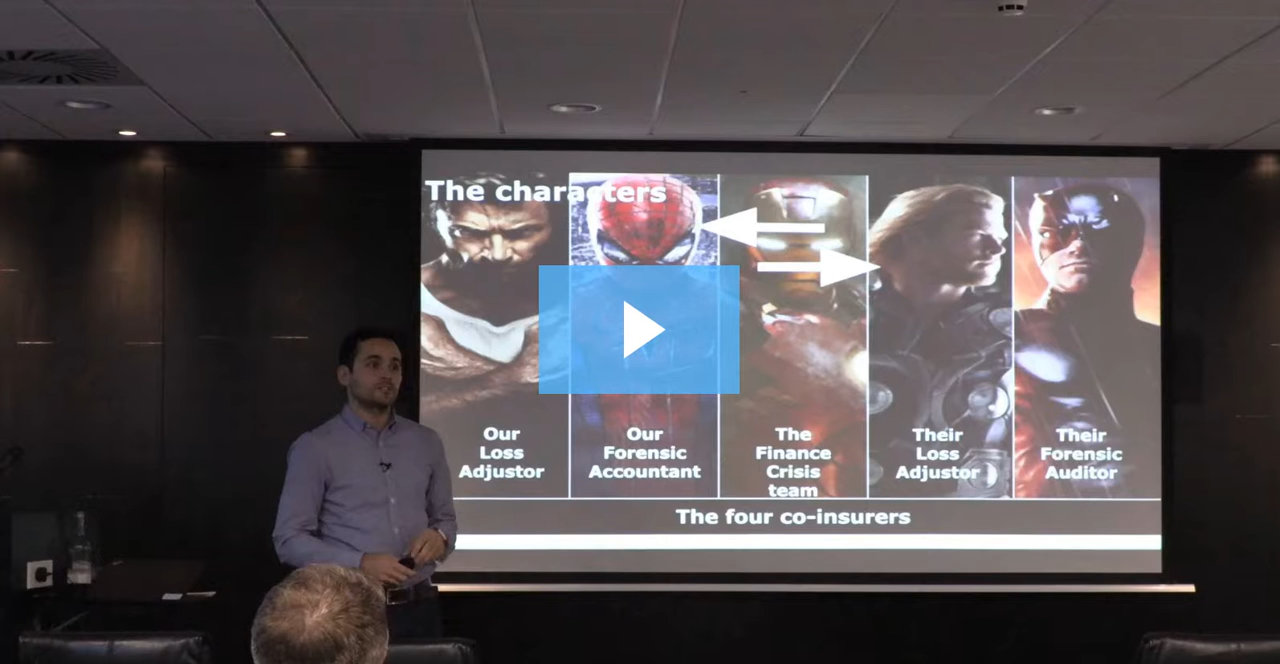 The characters
Our
Loss
Adjustor
Our
Forensic
Accountant
The
Finance
Crisis
team
Their
Loss
Adjustor
Their
Forensic
Auditor
The four co-insurers